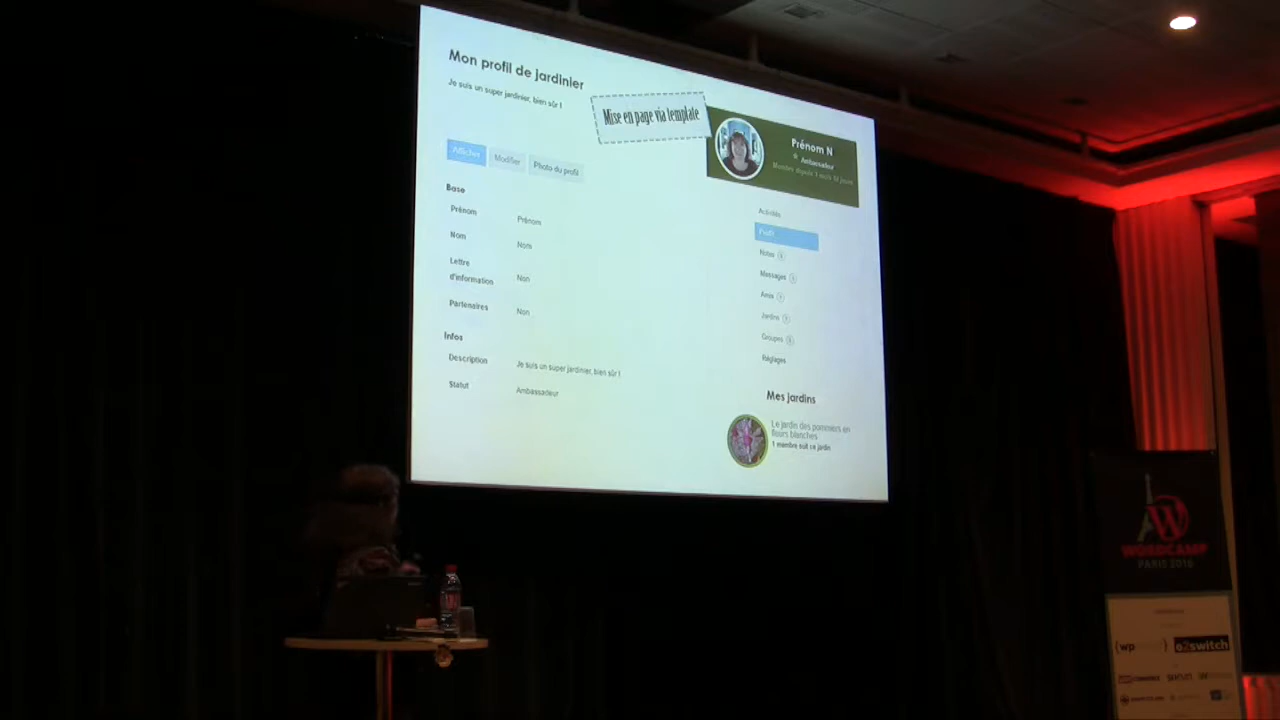 Mon profil de jardinier
Je suis un super jardinier, bien sûr !
Mise en page via template
Prénom N
Ambassadeur
Afficher
Modifier
Photo du profil
Base
Prénom Prénom
Nom Nom
Lettre
d'information Non
Partenaires Non
Infos
Description Je suis un super jardinier, bien sûr !
Statut Ambassadeur
Activités
Profil
Notes
Messages
Amis
Jardins
Groupes
Réglages
Mes jardins
Le jardin des pommiers en
fleurs blanches
1 membre suit ce jardin
WORDCAMP
PARIS 2016
o2switch